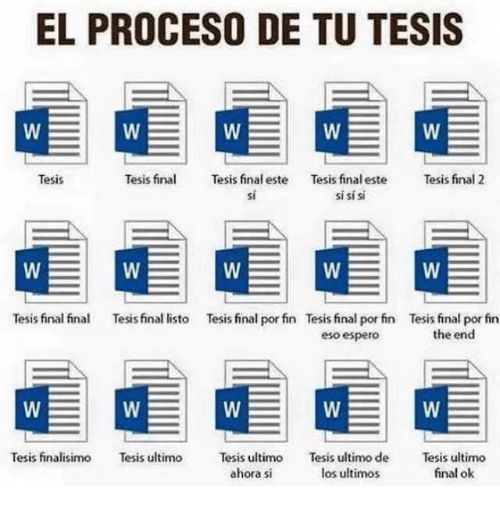 EL PROCESO DE TU TESIS
W W W W W
Tesis Tesis final Tesis final este Tesis final este Tesis final 2
sí sí sí sí
W W W W W
Tesis final final Tesis final listo Tesis final por fin Tesis final por fin Tesis final por fin
eso espero the end
W W W W W
Tesis finalisimo Tesis ultimo Tesis ultimo Tesis ultimo de Tesis ultimo
ahora si los ultimos final ok